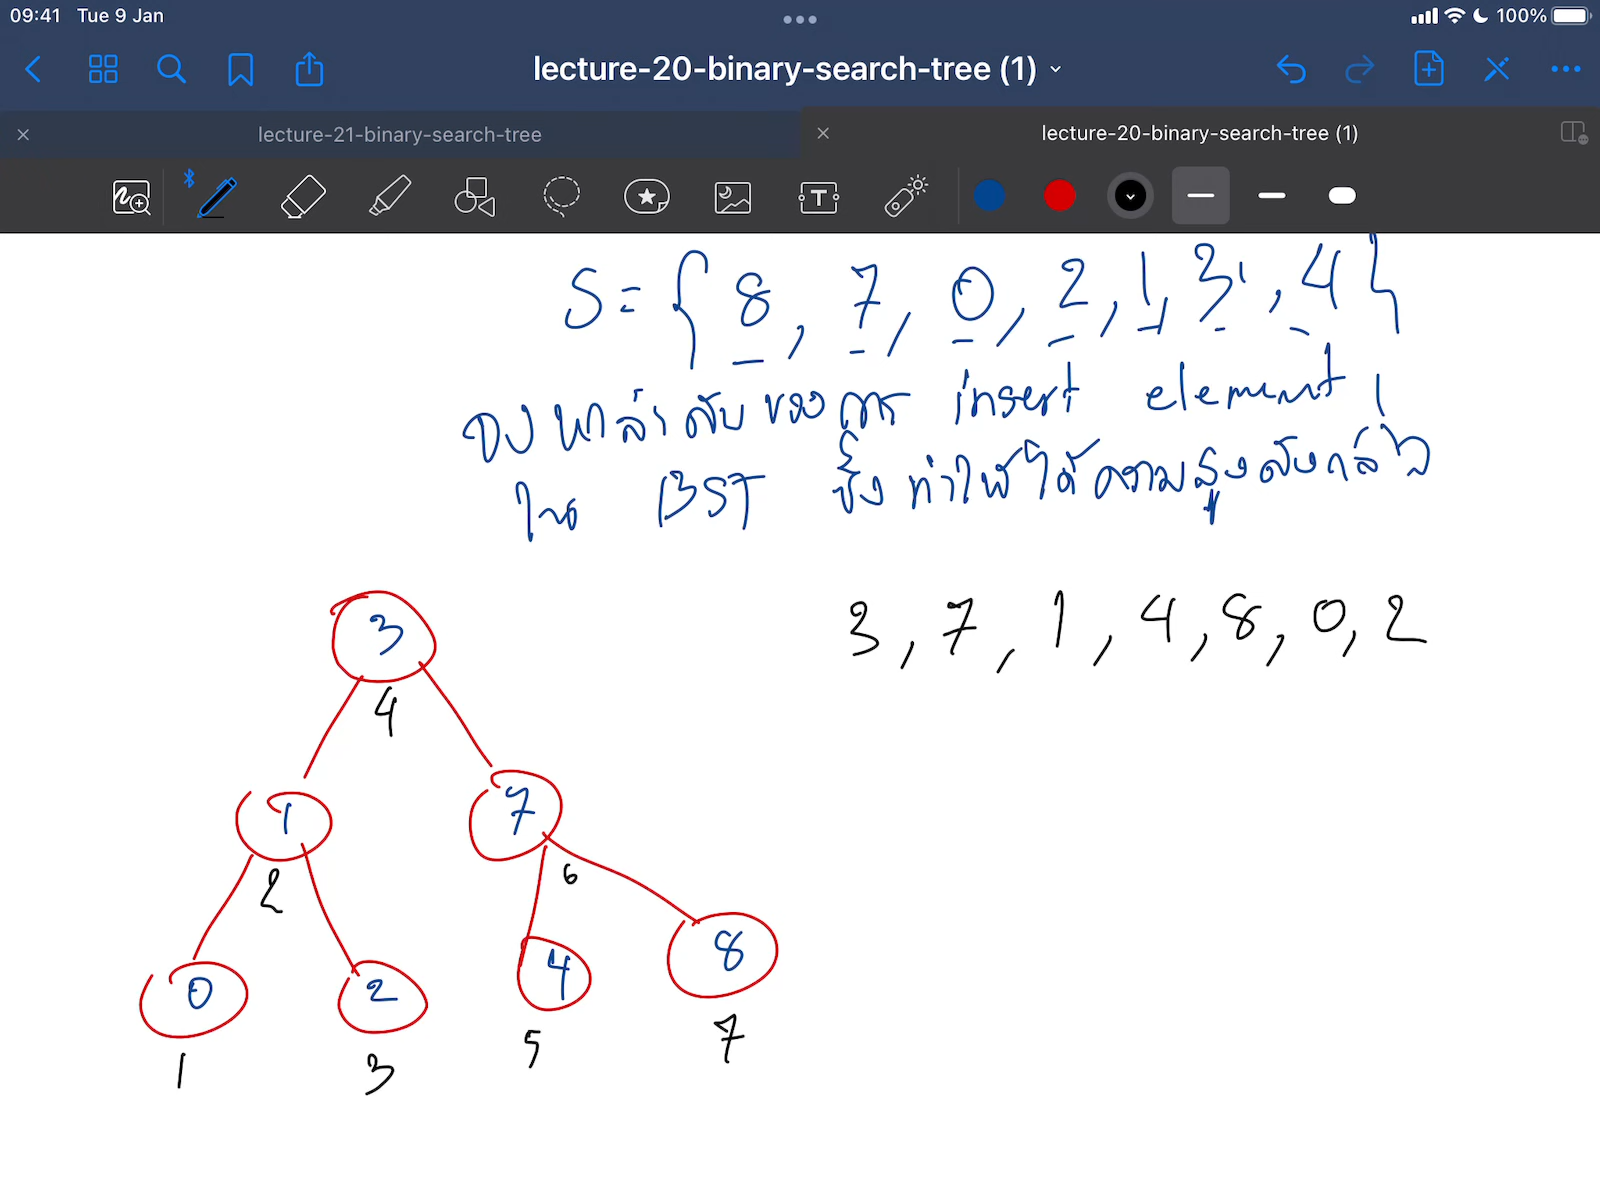 09:41 Tue 9 Jan
100%
lecture-20-binary-search-tree (1)
lecture-21-binary-search-tree
lecture-20-binary-search-tree (1)
T
S = { 8, 7, 0, 2, 1, 3, 4 }
จงหาลำดับของการ insert element
ใน BST ซึ่งทำให้ได้ความสูงดังกล่าว
3, 7, 1, 4, 8, 0, 2
3
4
1
7
2
6
0
2
4
8
1
3
5
7